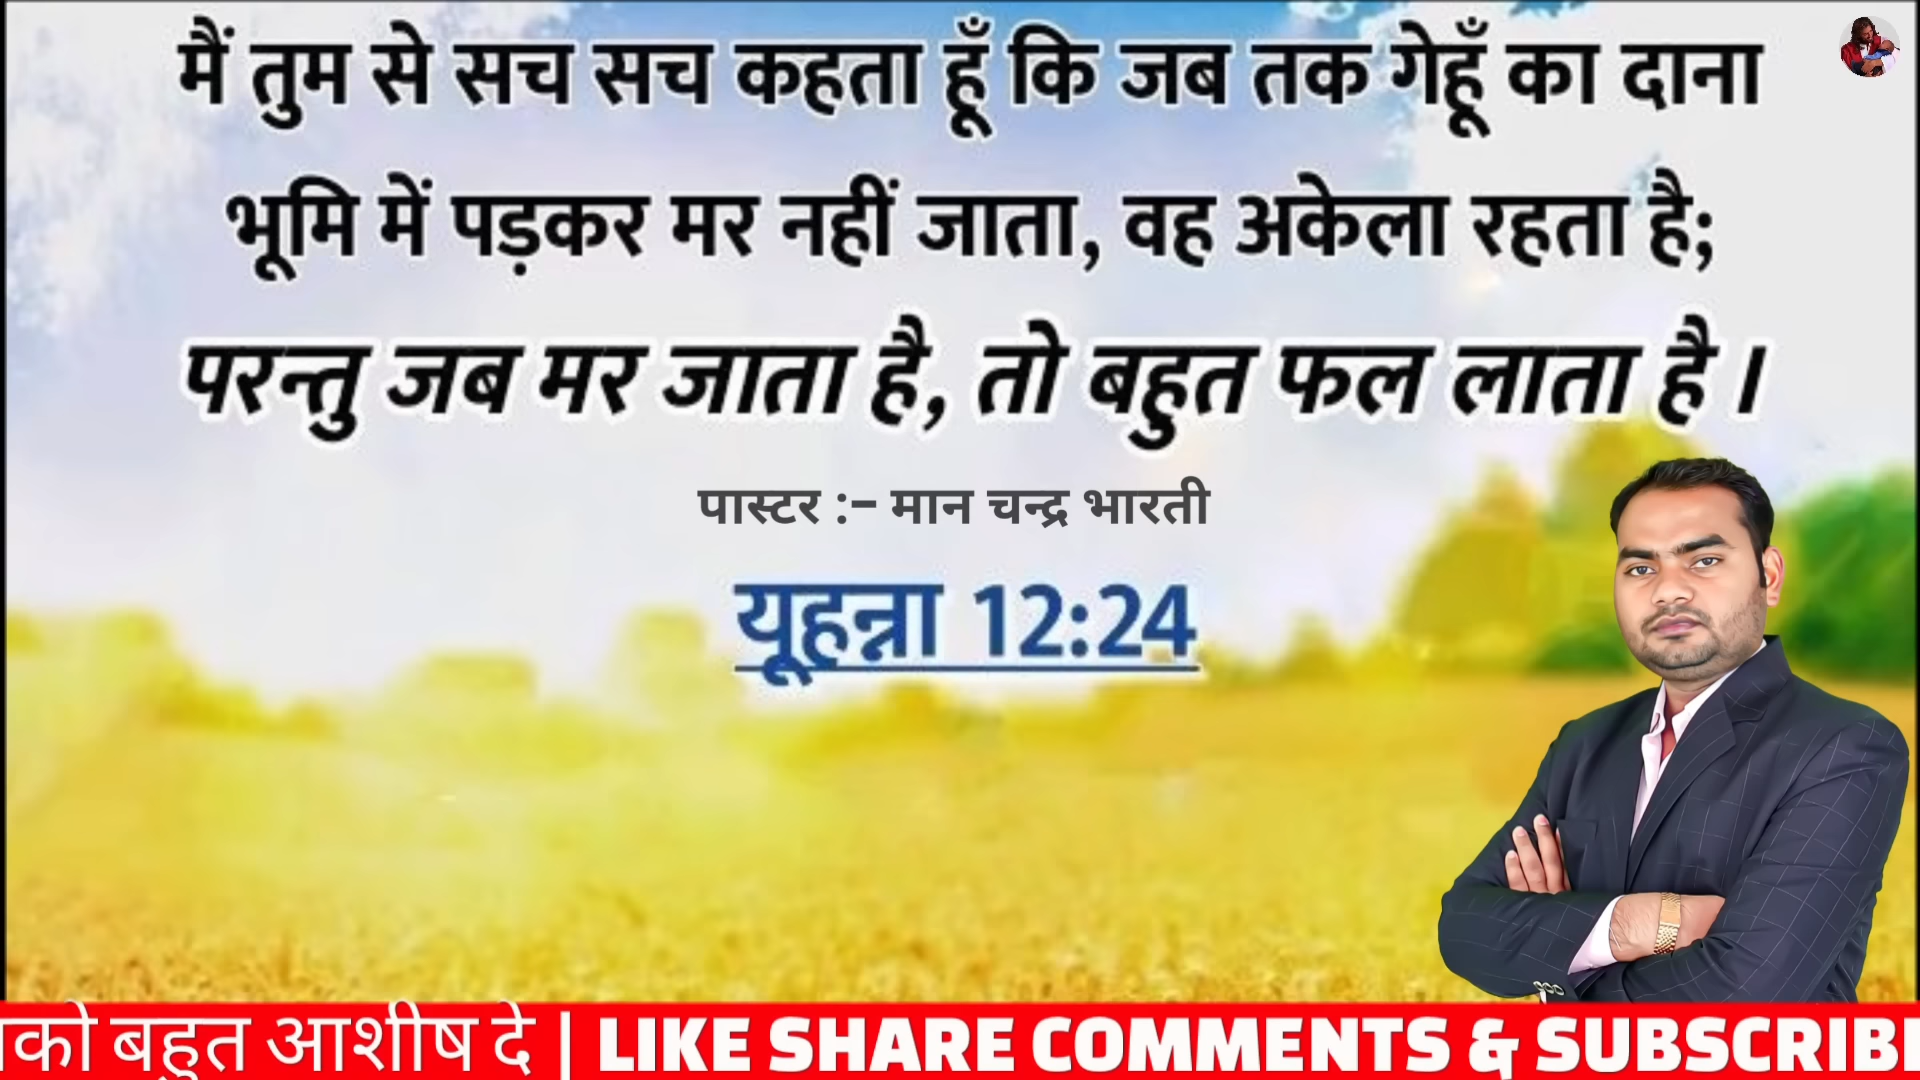 मैं तुम से सच सच कहता हूँ कि जब तक गेहूँ का दाना
भूमि में पड़कर मर नहीं जाता, वह अकेला रहता है;
परन्तु जब मर जाता है, तो बहुत फल लाता है।
पास्टर :- मान चन्द्र भारती
यूहन्ना 12:24
को बहुत आशीष दे | LIKE SHARE COMMENTS & SUBSCRIBE